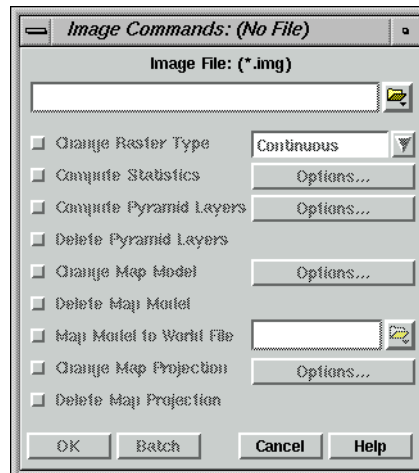 Image Commands: (No File)
Image File: (*.img)
Change Raster Type Continuous
Compute Statistics Options...
Compute Pyramid Layers Options...
Delete Pyramid Layers
Change Map Model Options...
Delete Map Model
Map Model to World File
Change Map Projection Options...
Delete Map Projection
OK Batch Cancel Help